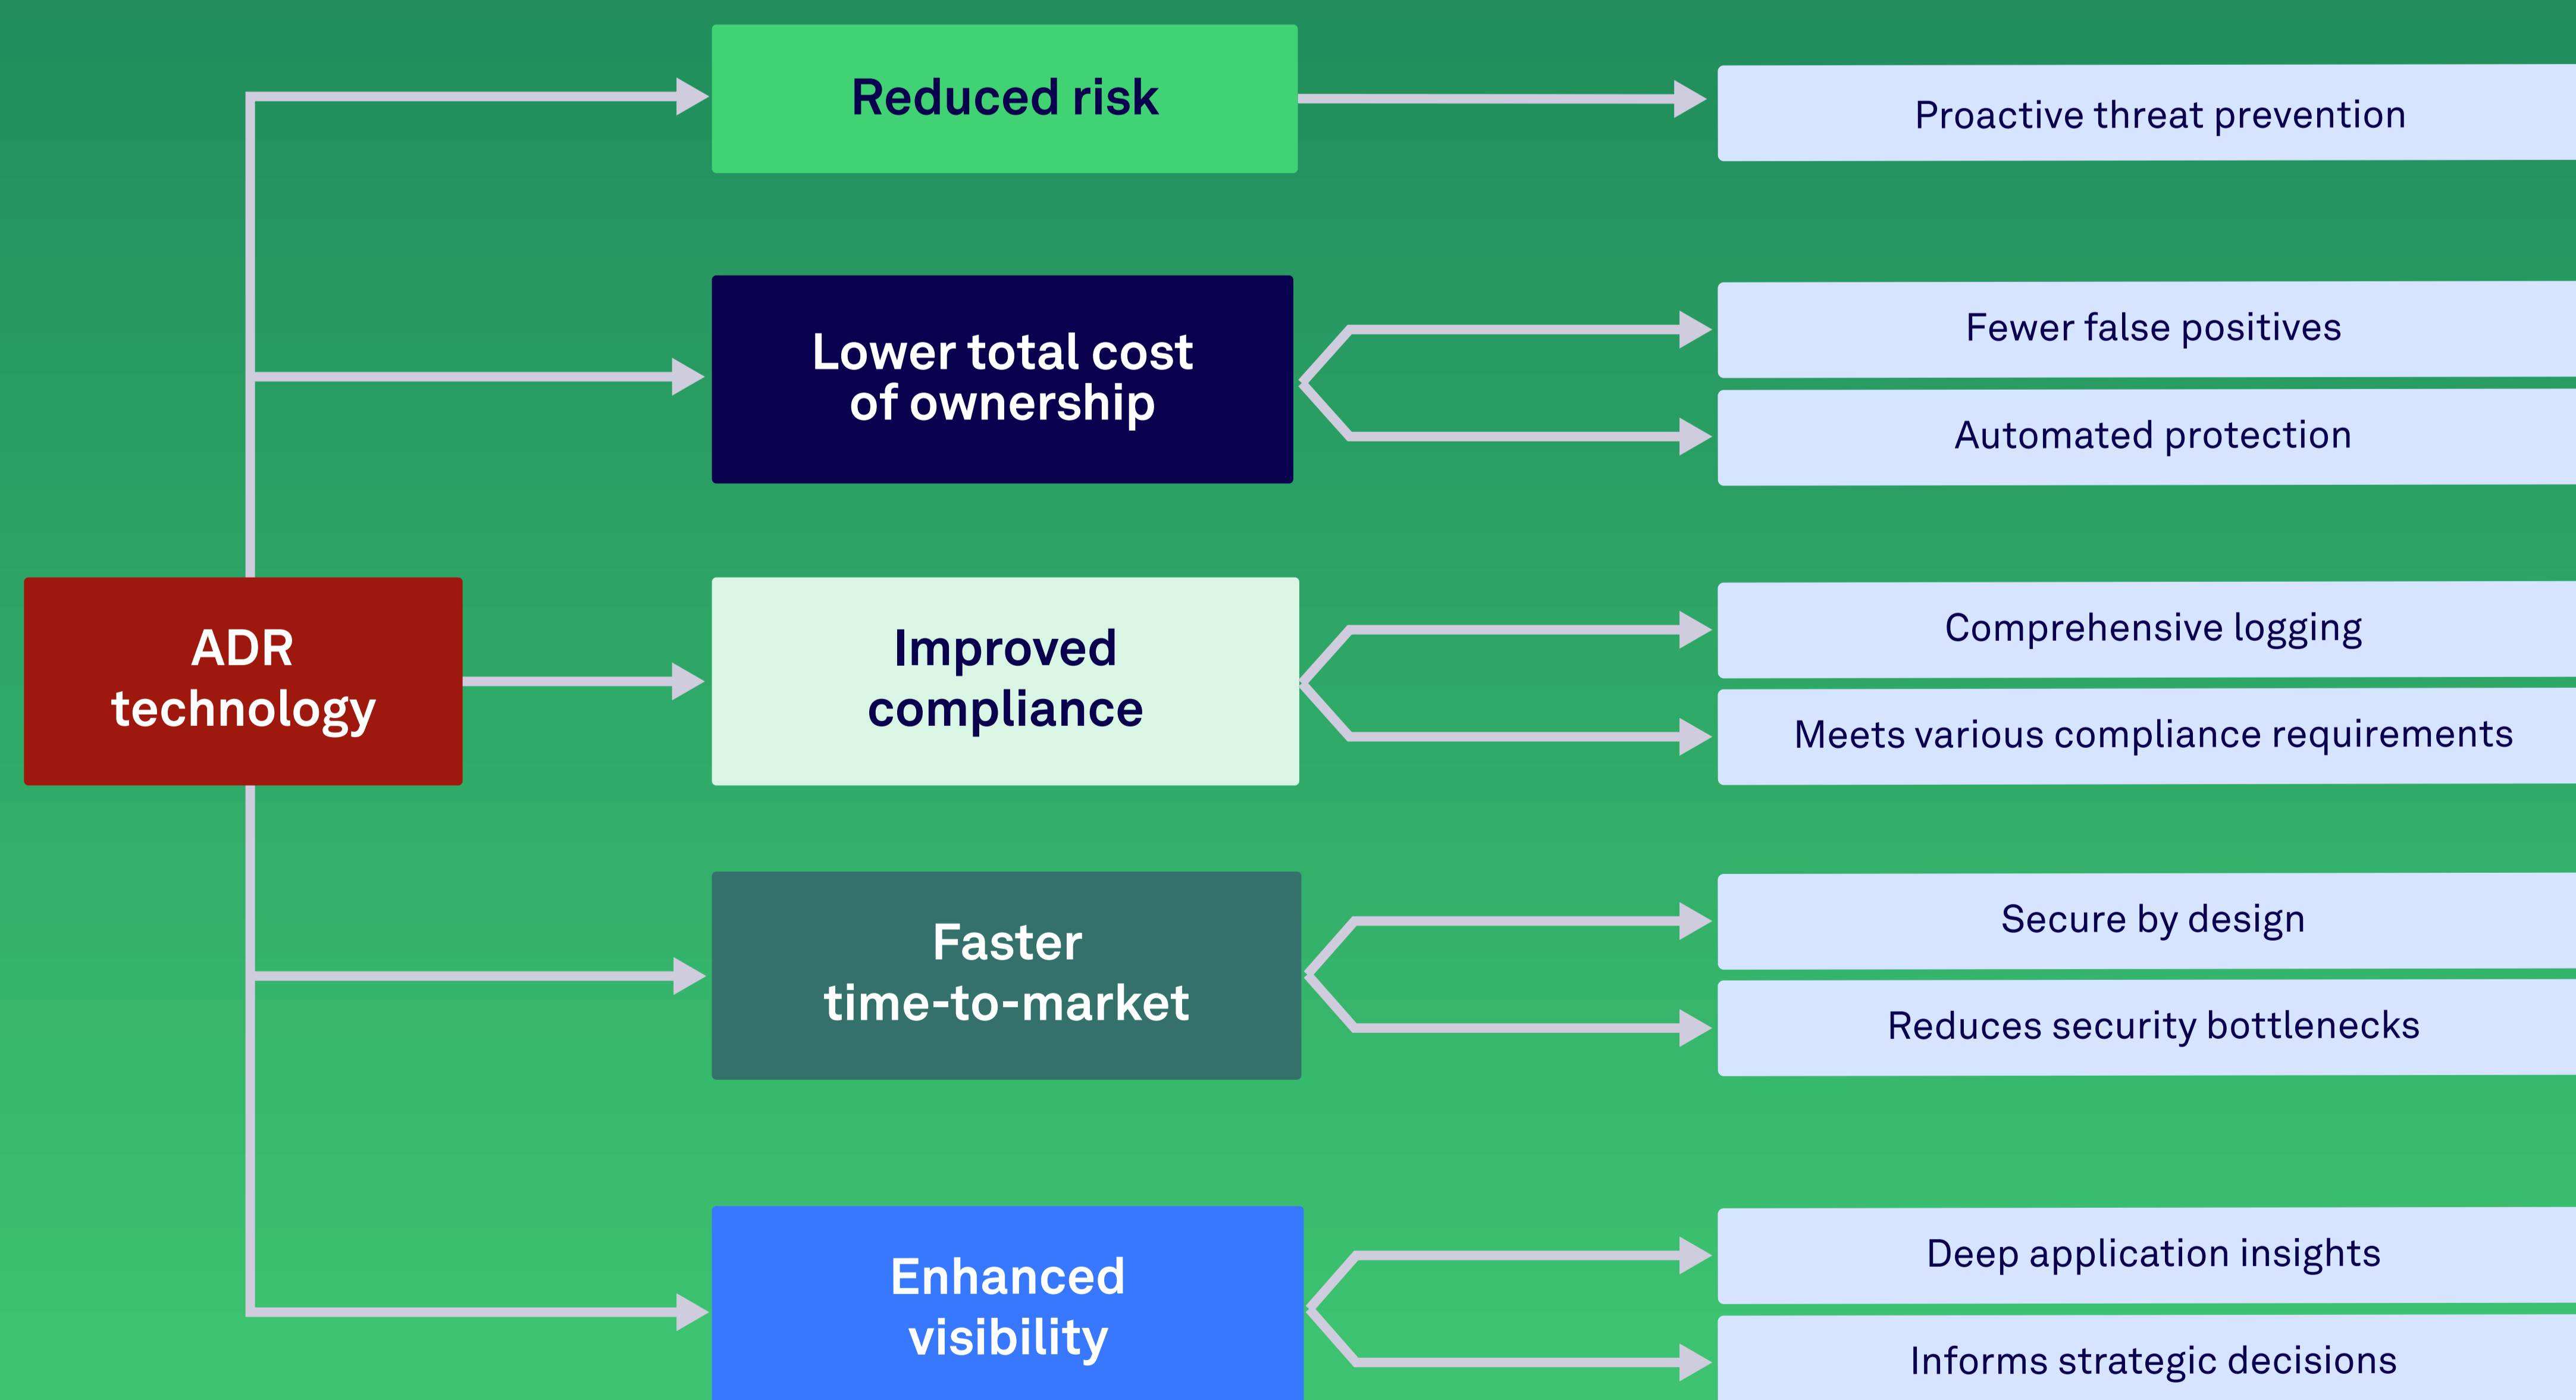 Reduced risk
Proactive threat prevention
Lower total cost
of ownership
Fewer false positives
Automated protection
ADR
technology
Improved
compliance
Comprehensive logging
Meets various compliance requirements
Faster
time-to-market
Secure by design
Reduces security bottlenecks
Enhanced
visibility
Deep application insights
Informs strategic decisions